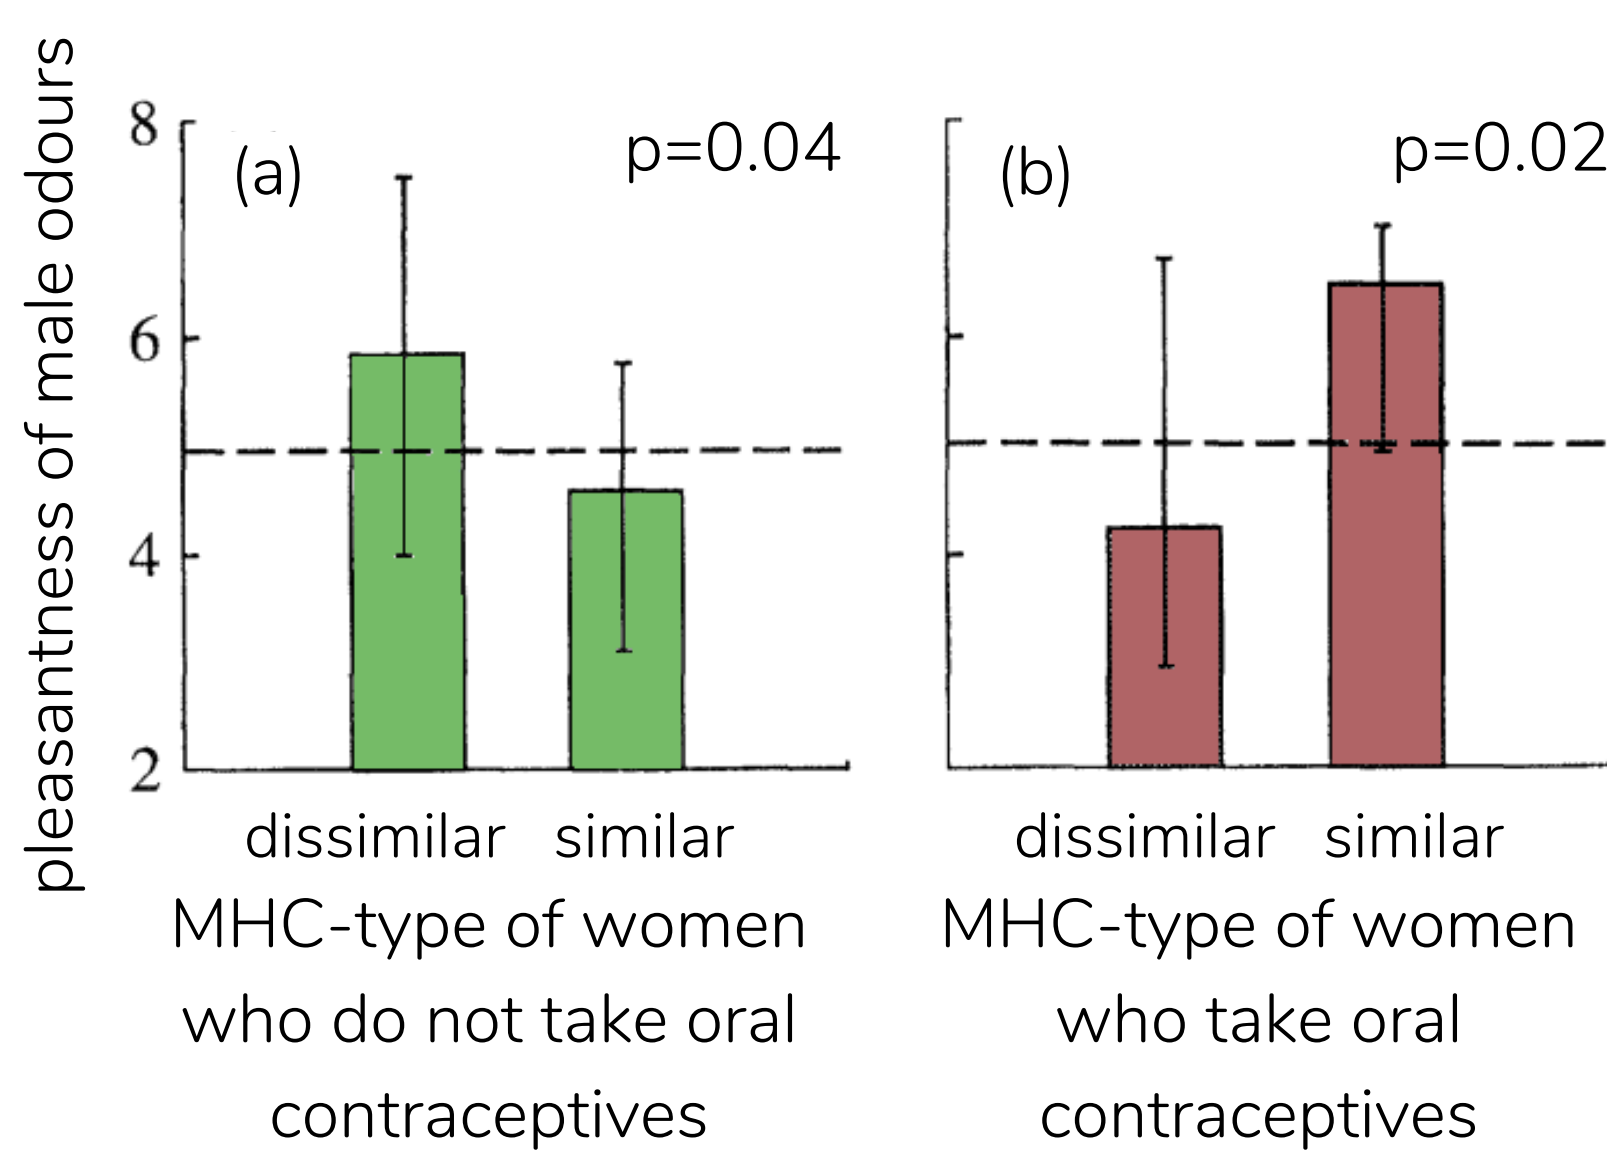 pleasantness of male odours
8
6
4
2
(a)
p=0.04
dissimilar similar
MHC-type of women
who do not take oral
contraceptives
(b)
p=0.02
dissimilar similar
MHC-type of women
who take oral
contraceptives